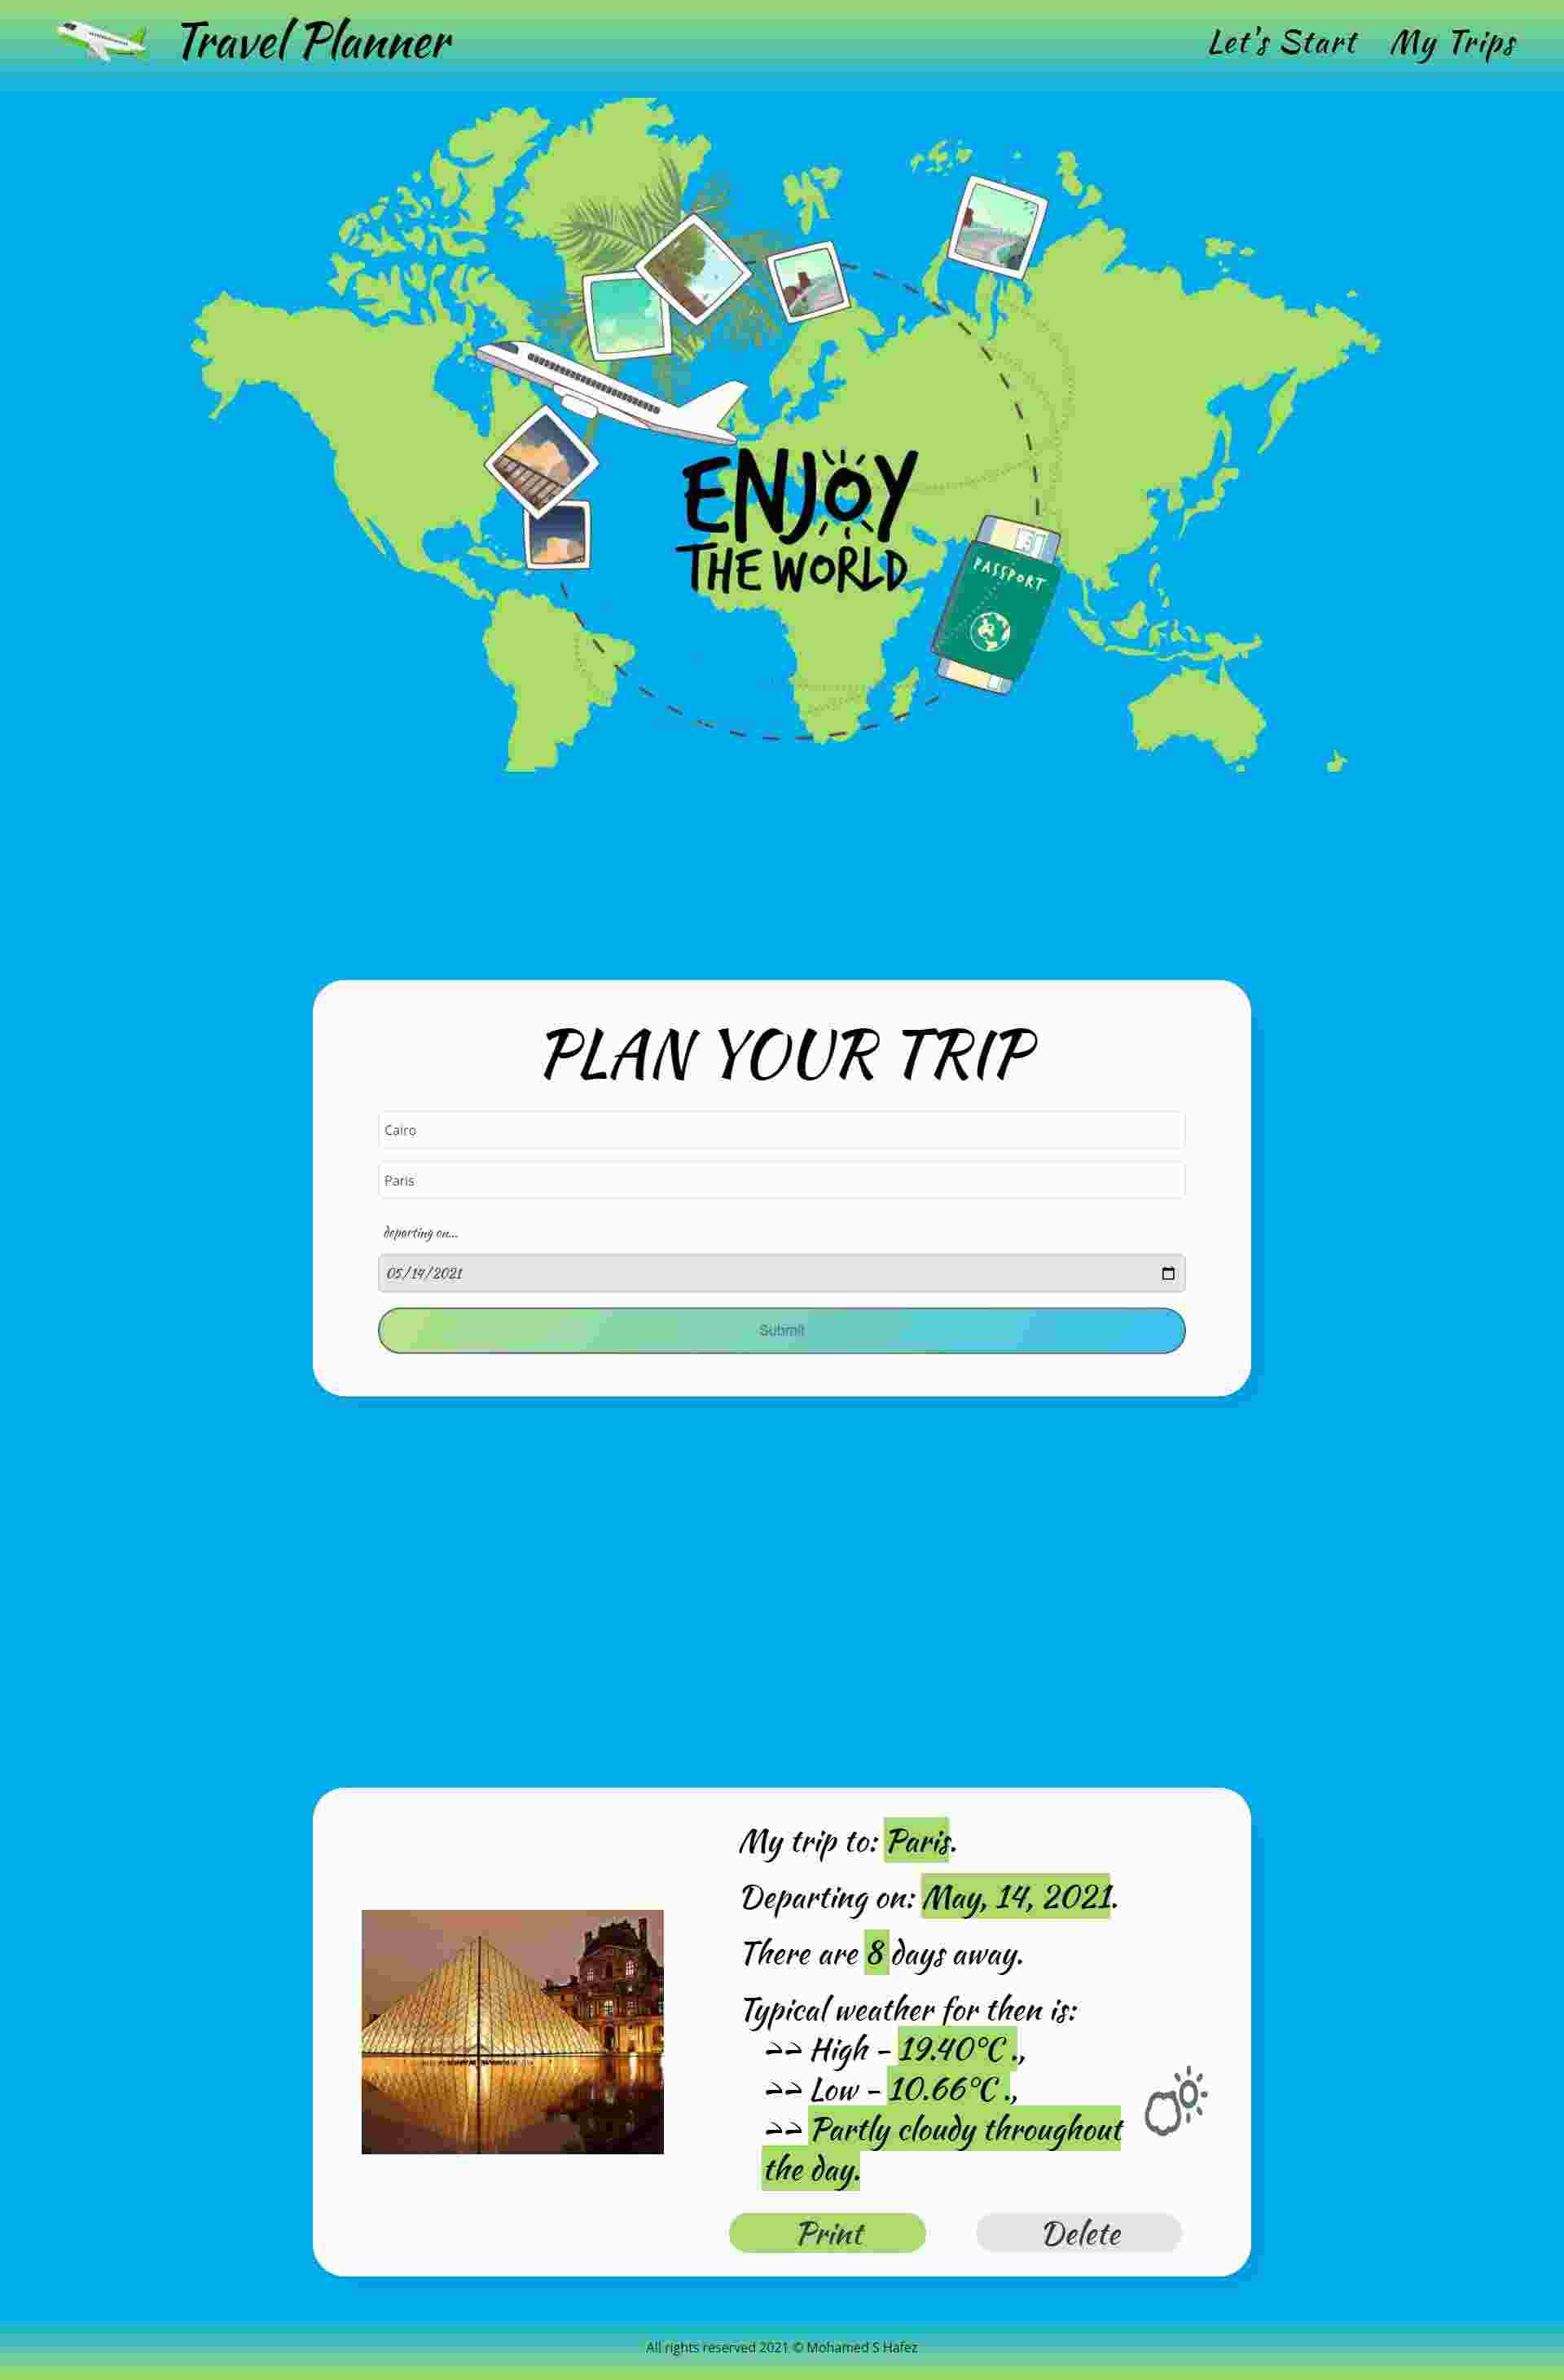 Travel Planner
Let's Start My Trips
ENJOY
THE WORLD
PASSPORT
PLAN YOUR TRIP
Cairo
Paris
departing on...
05/14/2021
Submit
My trip to: Paris.
Departing on: May, 14, 2021.
There are 8 days away.
Typical weather for then is:
>> High - 19.40°C .,
>> Low - 10.66°C .,
>> Partly cloudy throughout
the day.
Print Delete
All rights reserved 2021 © Mohamed S Hafez